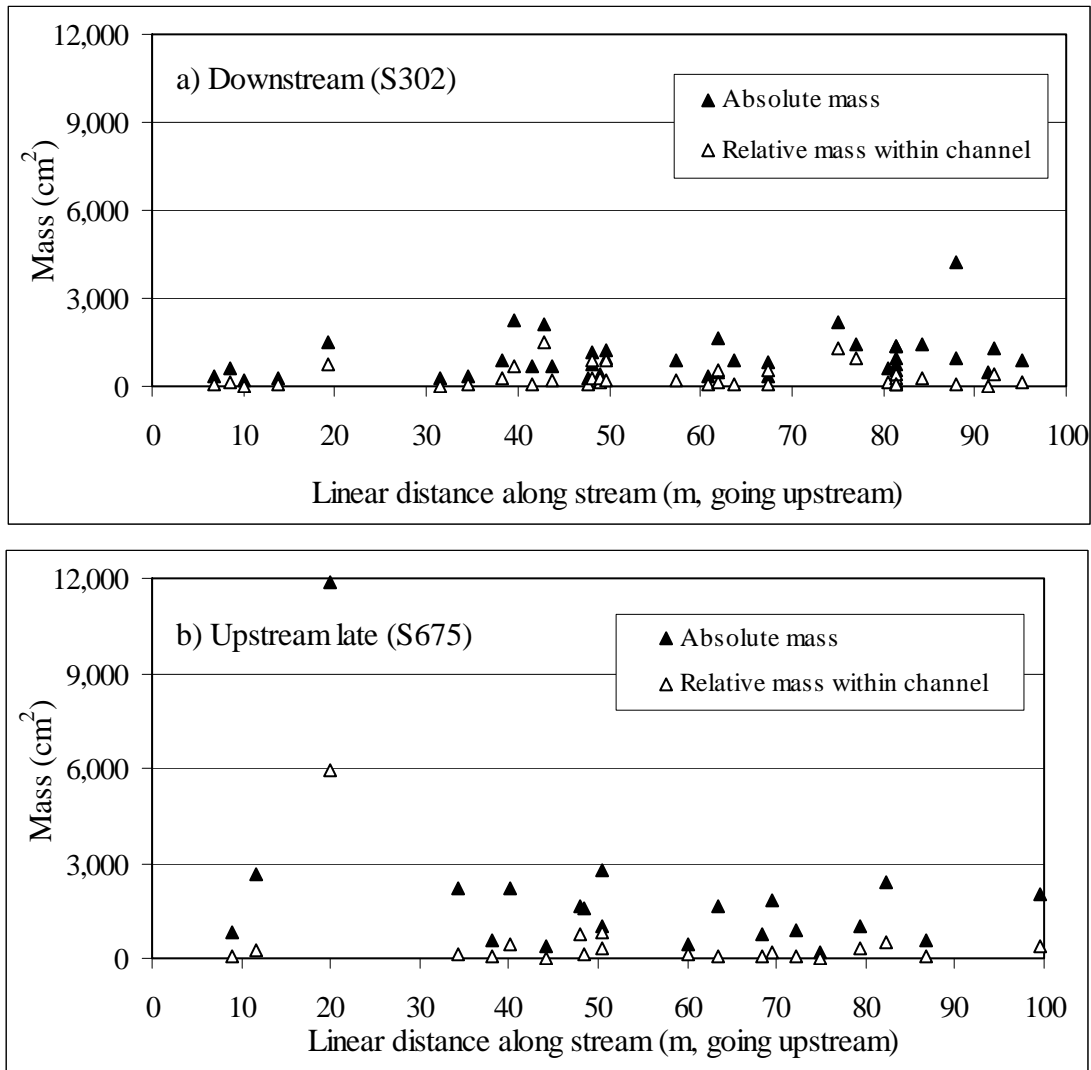 12,000
a) Downstream (S302)
▲ Absolute mass
9,000
△ Relative mass within channel
Mass (cm²)
6,000
3,000
0
0 10 20 30 40 50 60 70 80 90 100
Linear distance along stream (m, going upstream)
12,000
b) Upstream late (S675)
▲ Absolute mass
9,000
△ Relative mass within channel
Mass (cm²)
6,000
3,000
0
0 10 20 30 40 50 60 70 80 90 100
Linear distance along stream (m, going upstream)